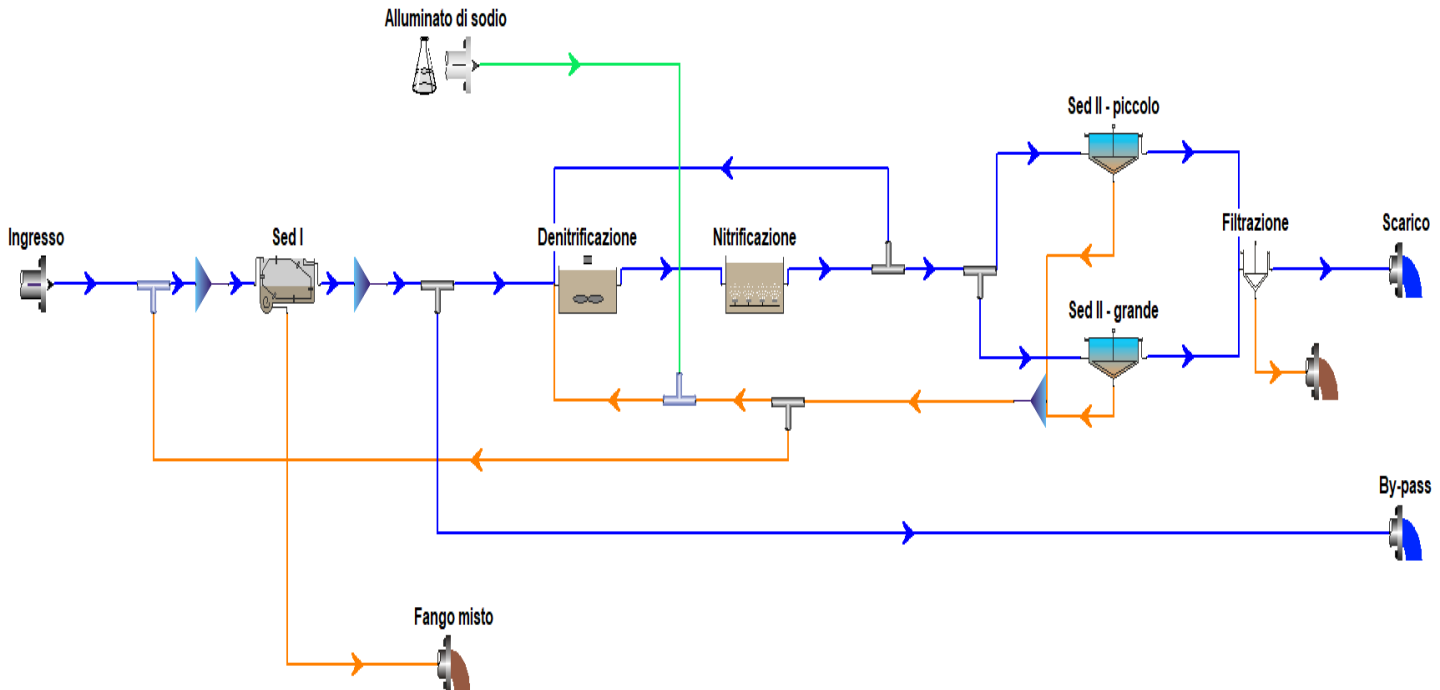 Alluminato di sodio
Sed II - piccolo
Ingresso
Sed I
Denitrificazione
Nitrificazione
Filtrazione
Scarico
Sed II - grande
By-pass
Fango misto